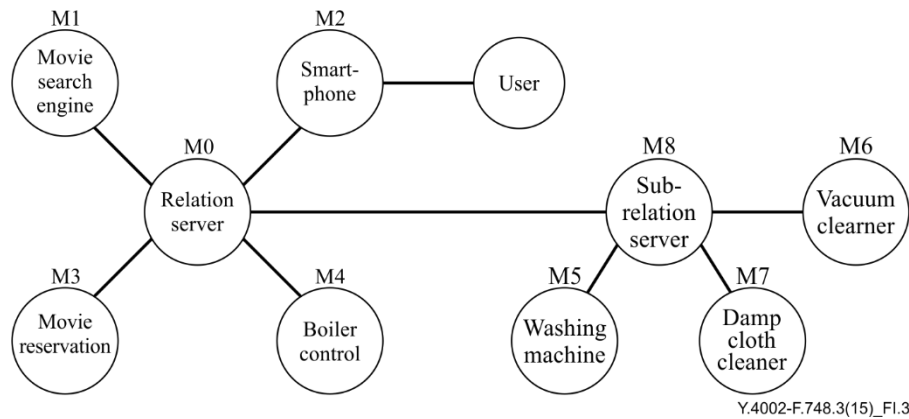 M1
Movie
search
engine
M2
Smart-
phone
User
M0
Relation
server
M8
Sub-
relation
server
M6
Vacuum
clearner
M3
Movie
reservation
M4
Boiler
control
M5
Washing
machine
M7
Damp
cloth
cleaner
Y.4002-F.748.3(15)_FI.3